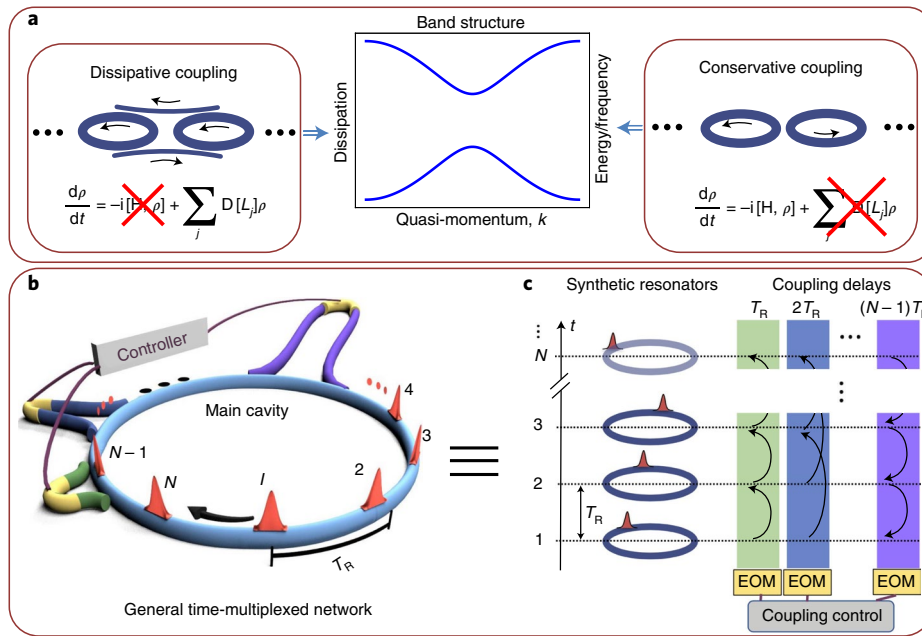 a
Band structure
Dissipative coupling
Dissipation
Energy/frequency
Conservative coupling
dρ/dt = −i [H, ρ] + ∑j D [Lj]ρ
Quasi-momentum, k
dρ/dt = −i [H, ρ] + ∑j D [Lj]ρ
b
Controller
Main cavity
4
3
2
I
N
N – 1
TR
General time-multiplexed network
c
Synthetic resonators
Coupling delays
TR
2TR
(N – 1)T
t
N
3
2
TR
1
EOM
EOM
EOM
Coupling control